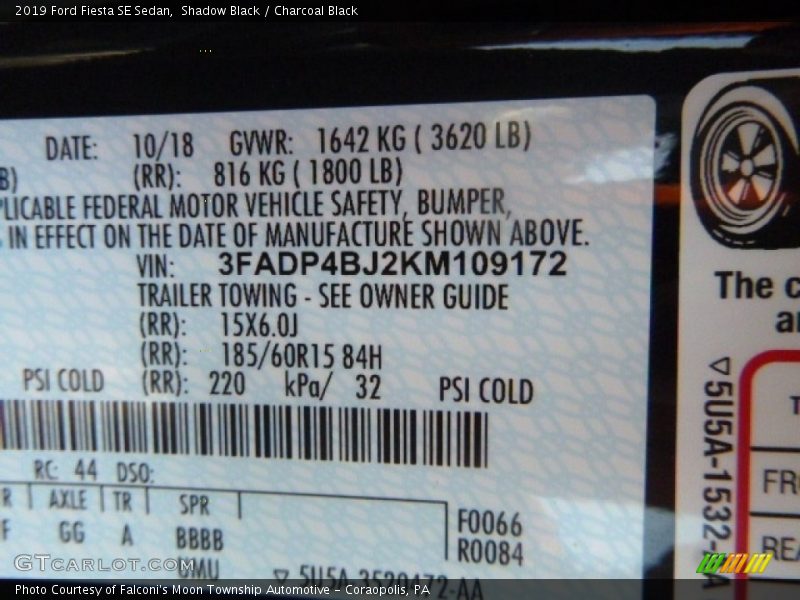 2019 Ford Fiesta SE Sedan, Shadow Black / Charcoal Black
DATE: 10/18 GVWR: 1642 KG ( 3620 LB)
B) (RR): 816 KG ( 1800 LB)
PLICABLE FEDERAL MOTOR VEHICLE SAFETY, BUMPER,
IN EFFECT ON THE DATE OF MANUFACTURE SHOWN ABOVE.
VIN: 3FADP4BJ2KM109172
TRAILER TOWING - SEE OWNER GUIDE
(RR): 15X6.0J
(RR): 185/60R15 84H
PSI COLD (RR): 220 kPa/ 32 PSI COLD
RC: 44 DSO:
R AXLE TR SPR
F GG A BBBB
F0066
R0084
UMU
The c
an
5U5A-1532- A
FRO
REA
GTCARLOT.COM
Photo Courtesy of Falconi's Moon Township Automotive - Coraopolis, PA